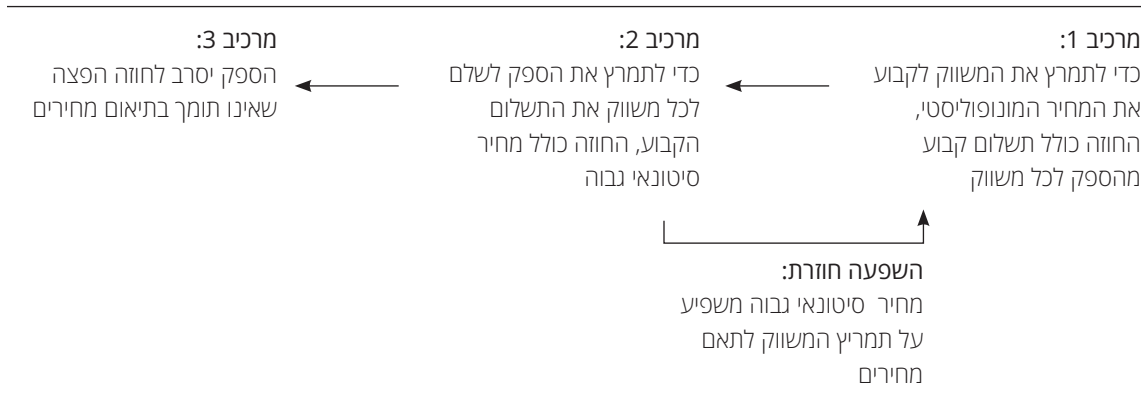 מרכיב 1:
כדי לתמרץ את המשווק לקבוע
את המחיר המונופוליסטי,
החוזה כולל תשלום קבוע
מהספק לכל משווק
מרכיב 2:
כדי לתמרץ את הספק לשלם
לכל משווק את התשלום
הקבוע, החוזה כולל מחיר
סיטונאי גבוה
מרכיב 3:
הספק יסרב לחוזה הפצה
שאינו תומך בתיאום מחירים
השפעה חוזרת:
מחיר סיטונאי גבוה משפיע
על תמריץ המשווק לתאם
מחירים